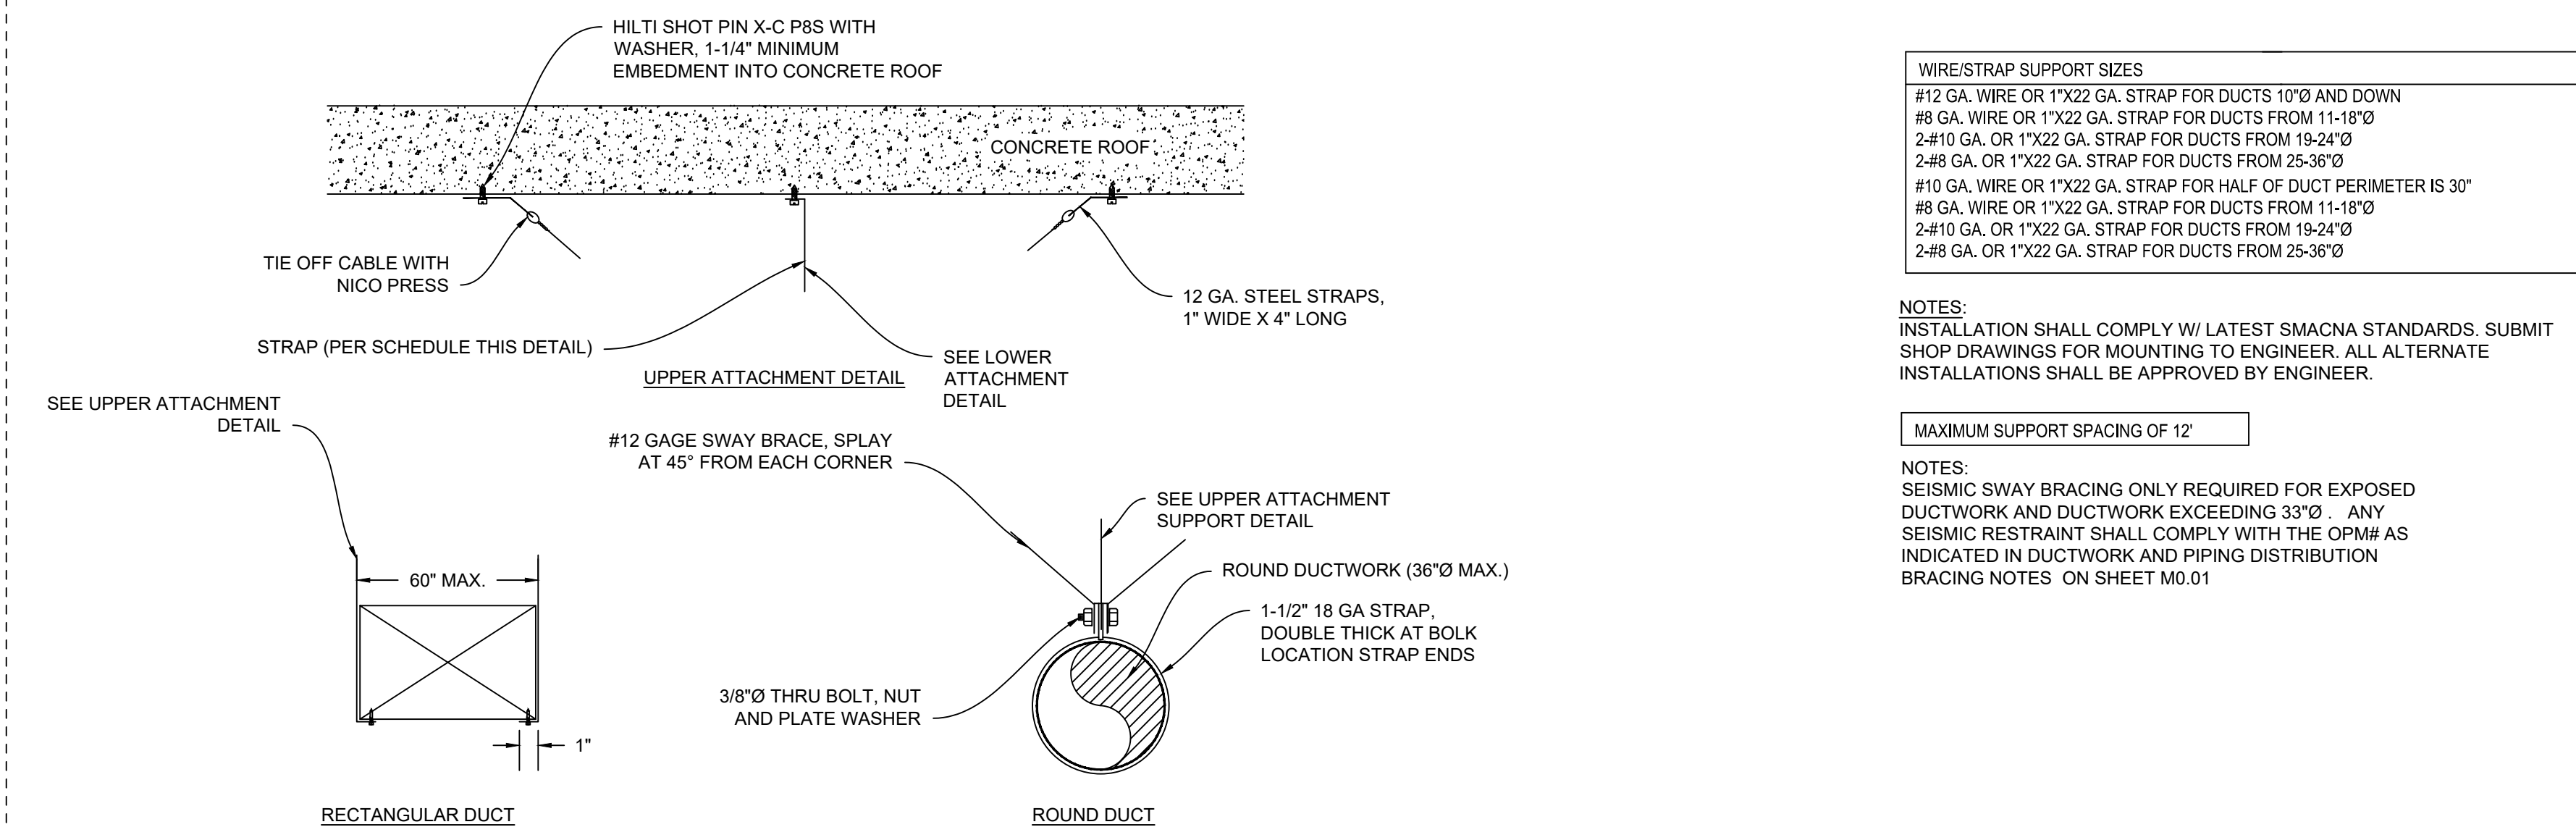 HILTI SHOT PIN X-C P8S WITH
WASHER, 1-1/4" MINIMUM
EMBEDMENT INTO CONCRETE ROOF
CONCRETE ROOF
TIE OFF CABLE WITH
NICO PRESS
12 GA. STEEL STRAPS,
1" WIDE X 4" LONG
STRAP (PER SCHEDULE THIS DETAIL)
SEE LOWER
ATTACHMENT
DETAIL
UPPER ATTACHMENT DETAIL
SEE UPPER ATTACHMENT
DETAIL
60" MAX.
1"
RECTANGULAR DUCT
#12 GAGE SWAY BRACE, SPLAY
AT 45° FROM EACH CORNER
SEE UPPER ATTACHMENT
SUPPORT DETAIL
ROUND DUCTWORK (36"Ø MAX.)
1-1/2" 18 GA STRAP,
DOUBLE THICK AT BOLK
LOCATION STRAP ENDS
3/8"Ø THRU BOLT, NUT
AND PLATE WASHER
ROUND DUCT
WIRE/STRAP SUPPORT SIZES
#12 GA. WIRE OR 1"X22 GA. STRAP FOR DUCTS 10"Ø AND DOWN
#8 GA. WIRE OR 1"X22 GA. STRAP FOR DUCTS FROM 11-18"Ø
2-#10 GA. OR 1"X22 GA. STRAP FOR DUCTS FROM 19-24"Ø
2-#8 GA. OR 1"X22 GA. STRAP FOR DUCTS FROM 25-36"Ø
#10 GA. WIRE OR 1"X22 GA. STRAP FOR HALF OF DUCT PERIMETER IS 30"
#8 GA. WIRE OR 1"X22 GA. STRAP FOR DUCTS FROM 11-18"Ø
2-#10 GA. OR 1"X22 GA. STRAP FOR DUCTS FROM 19-24"Ø
2-#8 GA. OR 1"X22 GA. STRAP FOR DUCTS FROM 25-36"Ø
NOTES:
INSTALLATION SHALL COMPLY W/ LATEST SMACNA STANDARDS. SUBMIT
SHOP DRAWINGS FOR MOUNTING TO ENGINEER. ALL ALTERNATE
INSTALLATIONS SHALL BE APPROVED BY ENGINEER.
MAXIMUM SUPPORT SPACING OF 12'
NOTES:
SEISMIC SWAY BRACING ONLY REQUIRED FOR EXPOSED
DUCTWORK AND DUCTWORK EXCEEDING 33"Ø . ANY
SEISMIC RESTRAINT SHALL COMPLY WITH THE OPM# AS
INDICATED IN DUCTWORK AND PIPING DISTRIBUTION
BRACING NOTES ON SHEET M0.01